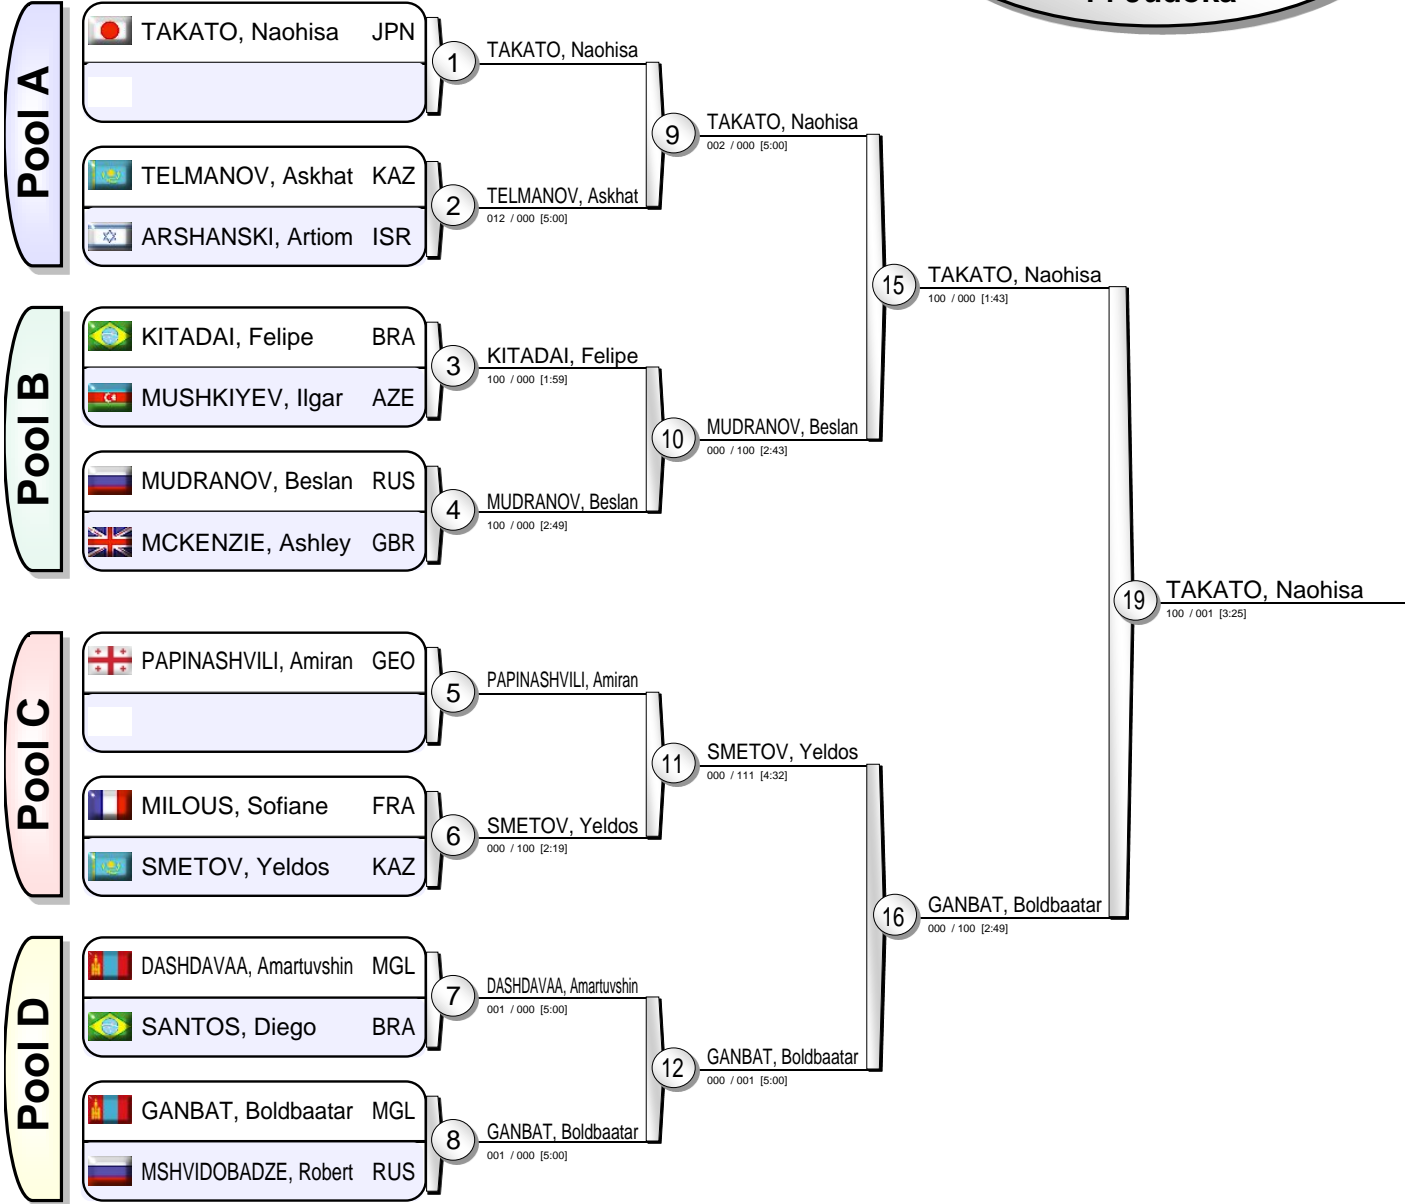 Pool A
TAKATO, Naohisa JPN
TELMANOV, Askhat KAZ
ARSHANSKI, Artiom ISR
Pool B
KITADAI, Felipe BRA
MUSHKIYEV, Ilgar AZE
MUDRANOV, Beslan RUS
MCKENZIE, Ashley GBR
Pool C
PAPINASHVILI, Amiran GEO
MILOUS, Sofiane FRA
SMETOV, Yeldos KAZ
Pool D
DASHDAVAA, Amartuvshin MGL
SANTOS, Diego BRA
GANBAT, Boldbaatar MGL
MSHVIDOBADZE, Robert RUS
1 TAKATO, Naohisa
2 TELMANOV, Askhat
012 / 000 [5:00]
3 KITADAI, Felipe
100 / 000 [1:59]
4 MUDRANOV, Beslan
100 / 000 [2:49]
5 PAPINASHVILI, Amiran
6 SMETOV, Yeldos
000 / 100 [2:19]
7 DASHDAVAA, Amartuvshin
001 / 000 [5:00]
8 GANBAT, Boldbaatar
001 / 000 [5:00]
9 TAKATO, Naohisa
002 / 000 [5:00]
10 MUDRANOV, Beslan
000 / 100 [2:43]
11 SMETOV, Yeldos
000 / 111 [4:32]
12 GANBAT, Boldbaatar
000 / 001 [5:00]
15 TAKATO, Naohisa
100 / 000 [1:43]
16 GANBAT, Boldbaatar
000 / 100 [2:49]
19 TAKATO, Naohisa
100 / 001 [3:25]